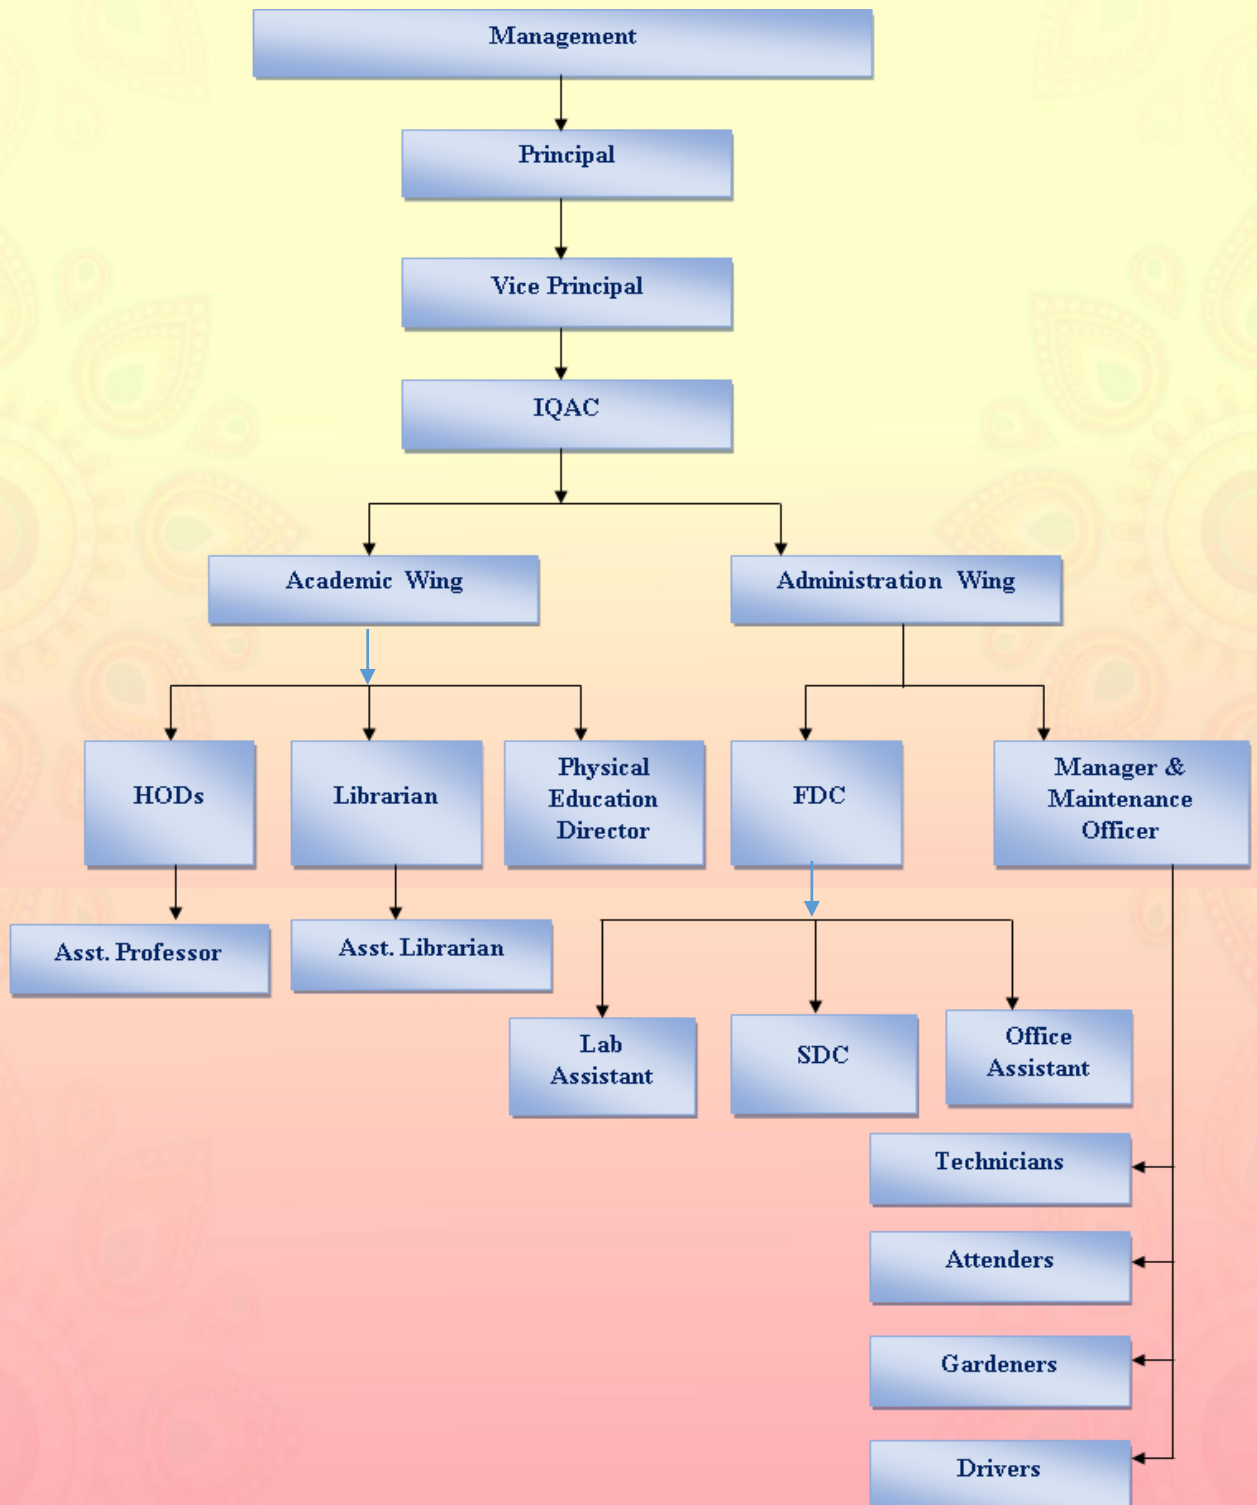 Management
Principal
Vice Principal
IQAC
Academic Wing
Administration Wing
HODs
Librarian
Physical
Education
Director
FDC
Manager &
Maintenance
Officer
Asst. Professor
Asst. Librarian
Lab
Assistant
SDC
Office
Assistant
Technicians
Attenders
Gardeners
Drivers